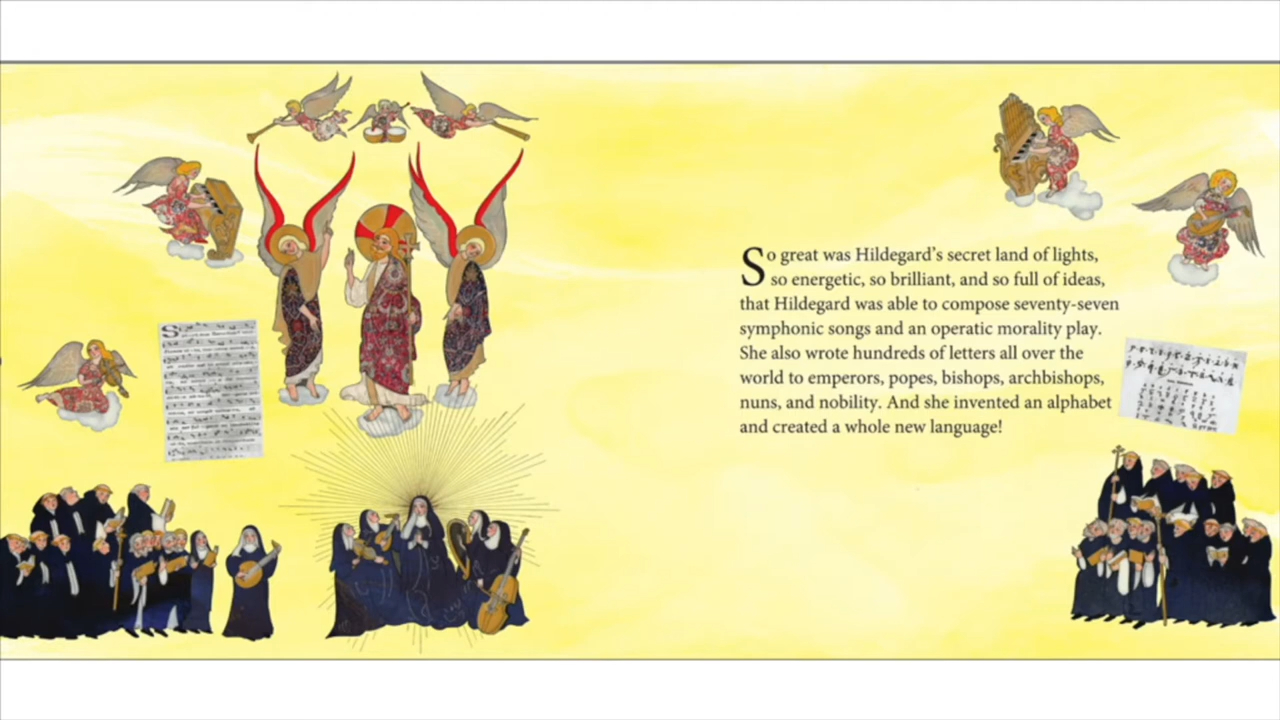 So great was Hildegard’s secret land of lights,
so energetic, so brilliant, and so full of ideas,
that Hildegard was able to compose seventy-seven
symphonic songs and an operatic morality play.
She also wrote hundreds of letters all over the
world to emperors, popes, bishops, archbishops,
nuns, and nobility. And she invented an alphabet
and created a whole new language!